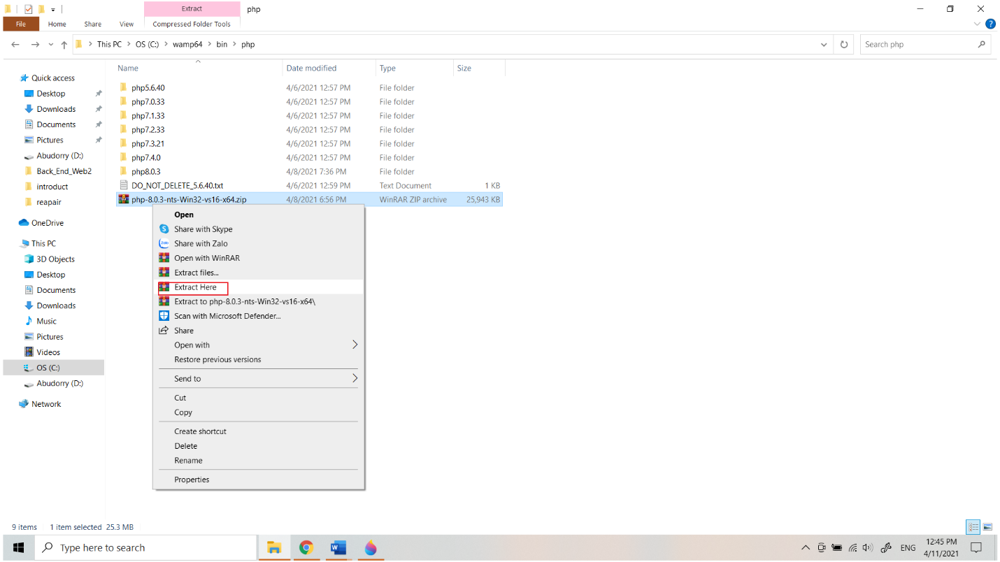 Extract
php
File
Home
Share
View
Compressed Folder Tools
This PC
OS (C:)
wamp64
bin
php
Search php
Name
Date modified
Type
Size
php5.6.40 4/6/2021 12:57 PM File folder
php7.0.33 4/6/2021 12:57 PM File folder
php7.1.33 4/6/2021 12:57 PM File folder
php7.2.33 4/6/2021 12:57 PM File folder
php7.3.21 4/6/2021 12:57 PM File folder
php7.4.0 4/6/2021 12:57 PM File folder
php8.0.3 4/8/2021 7:36 PM File folder
DO_NOT_DELETE_5.6.40.txt 4/6/2021 12:59 PM Text Document 1 KB
php-8.0.3-nts-Win32-vs16-x64.zip 4/8/2021 6:56 PM WinRAR ZIP archive 25,943 KB
Quick access
Desktop
Downloads
Documents
Pictures
Abudorry (D:)
Back_End_Web2
introduct
reapair
OneDrive
This PC
3D Objects
Desktop
Documents
Downloads
Music
Pictures
Videos
OS (C:)
Abudorry (D:)
Network
Open
Share with Skype
Zalo
Share with Zalo
Open with WinRAR
Extract files...
Extract Here
Extract to php-8.0.3-nts-Win32-vs16-x64\
Scan with Microsoft Defender...
Share
Open with
Restore previous versions
Send to
Cut
Copy
Create shortcut
Delete
Rename
Properties
9 items 1 item selected 25.3 MB
Type here to search
ENG
12:45 PM
4/11/2021